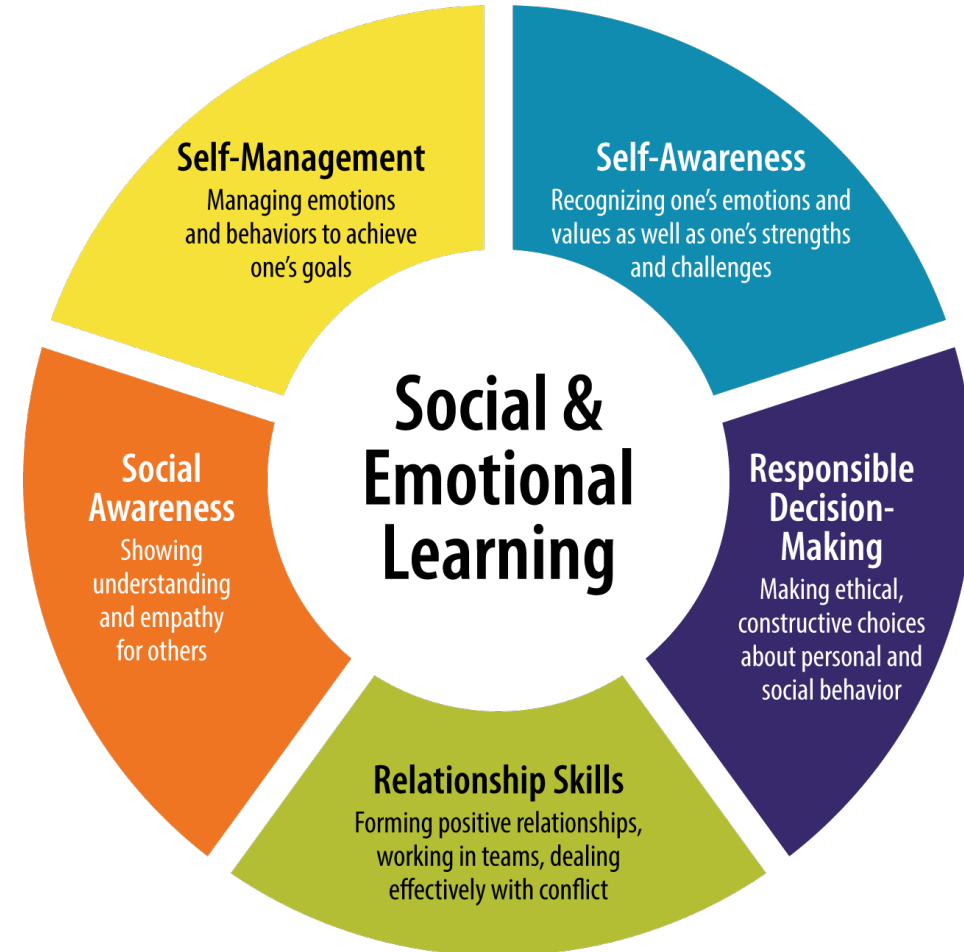 Social &
Emotional
Learning
Self-Awareness
Recognizing one’s emotions and
values as well as one’s strengths
and challenges
Responsible
Decision-
Making
Making ethical,
constructive choices
about personal and
social behavior
Relationship Skills
Forming positive relationships,
working in teams, dealing
effectively with conflict
Social
Awareness
Showing
understanding
and empathy
for others
Self-Management
Managing emotions
and behaviors to achieve
one’s goals